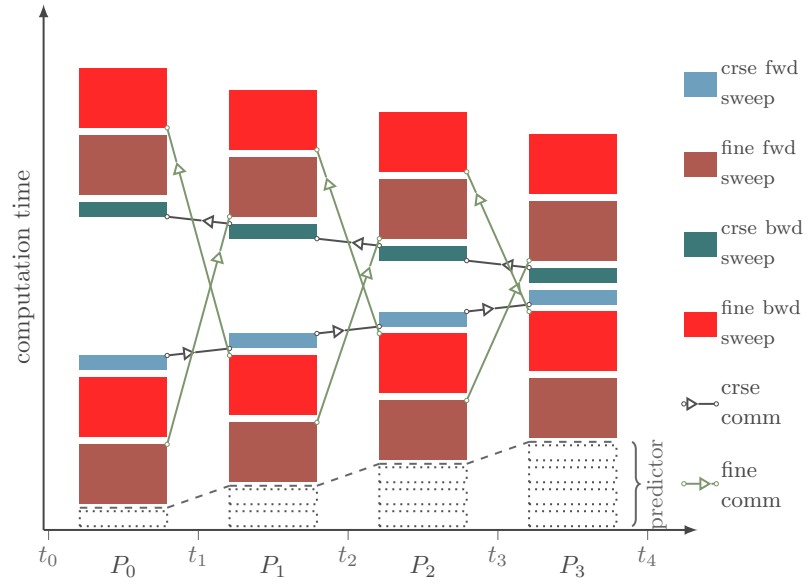 computation time
crse fwd
sweep
fine fwd
sweep
crse bwd
sweep
fine bwd
sweep
crse
comm
fine
comm
predictor
t₀ t₁ t₂ t₃ t₄
P₀ P₁ P₂ P₃